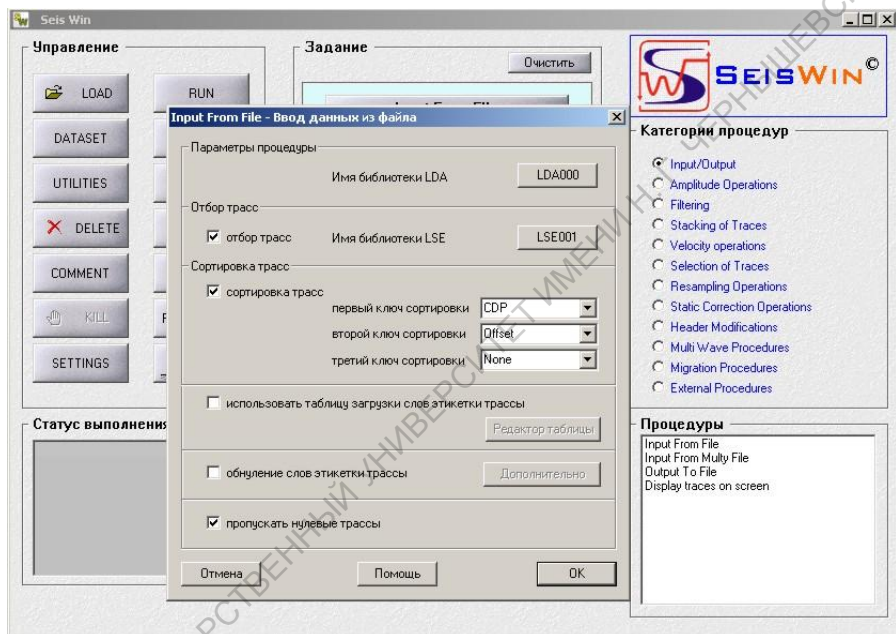 Seis Win
Управление
LOAD
RUN
DATASET
UTILITIES
DELETE
COMMENT
KILL
SETTINGS
Задание
Очистить
SEISWIN©
Категории процедур
Input/Output
Amplitude Operations
Filtering
Stacking of Traces
Velocity operations
Selection of Traces
Resampling Operations
Static Correction Operations
Header Modifications
Multi Wave Procedures
Migration Procedures
External Procedures
Статус выполнения
Процедуры
Input From File
Input From Multy File
Output To File
Display traces on screen
Input From File - Ввод данных из файла
Параметры процедуры
Имя библиотеки LDA
LDA000
Отбор трасс
отбор трасс
Имя библиотеки LSE
LSE001
Сортировка трасс
сортировка трасс
первый ключ сортировки
CDP
второй ключ сортировки
Offset
третий ключ сортировки
None
использовать таблицу загрузки слов этикетки трассы
Редактор таблицы
обнуление слов этикетки трассы
Дополнительно
пропускать нулевые трассы
Отмена
Помощь
OK
РСТВЕННЫЙ УНИВЕРСИТЕТ ИМЕНИ Н. Г. ЧЕРНЫШЕВСК